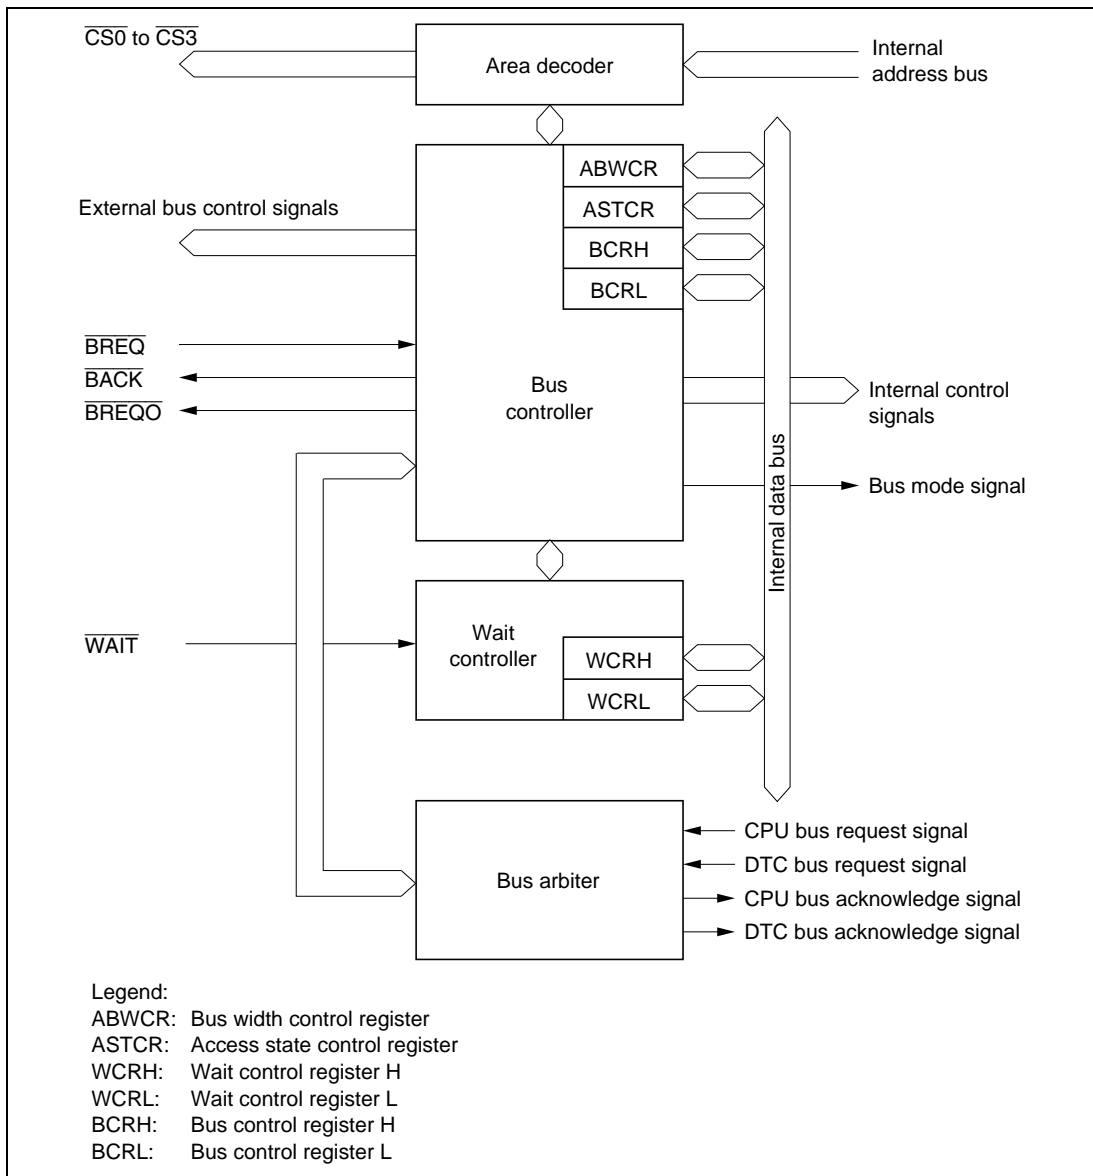 CS0 to CS3
Area decoder
Internal
address bus
ABWCR
ASTCR
BCRH
BCRL
External bus control signals
BREQ
BACK
BREQO
Bus
controller
Internal control
signals
Bus mode signal
Internal data bus
WAIT
Wait
controller
WCRH
WCRL
Bus arbiter
CPU bus request signal
DTC bus request signal
CPU bus acknowledge signal
DTC bus acknowledge signal
Legend:
ABWCR: Bus width control register
ASTCR: Access state control register
WCRH: Wait control register H
WCRL: Wait control register L
BCRH: Bus control register H
BCRL: Bus control register L